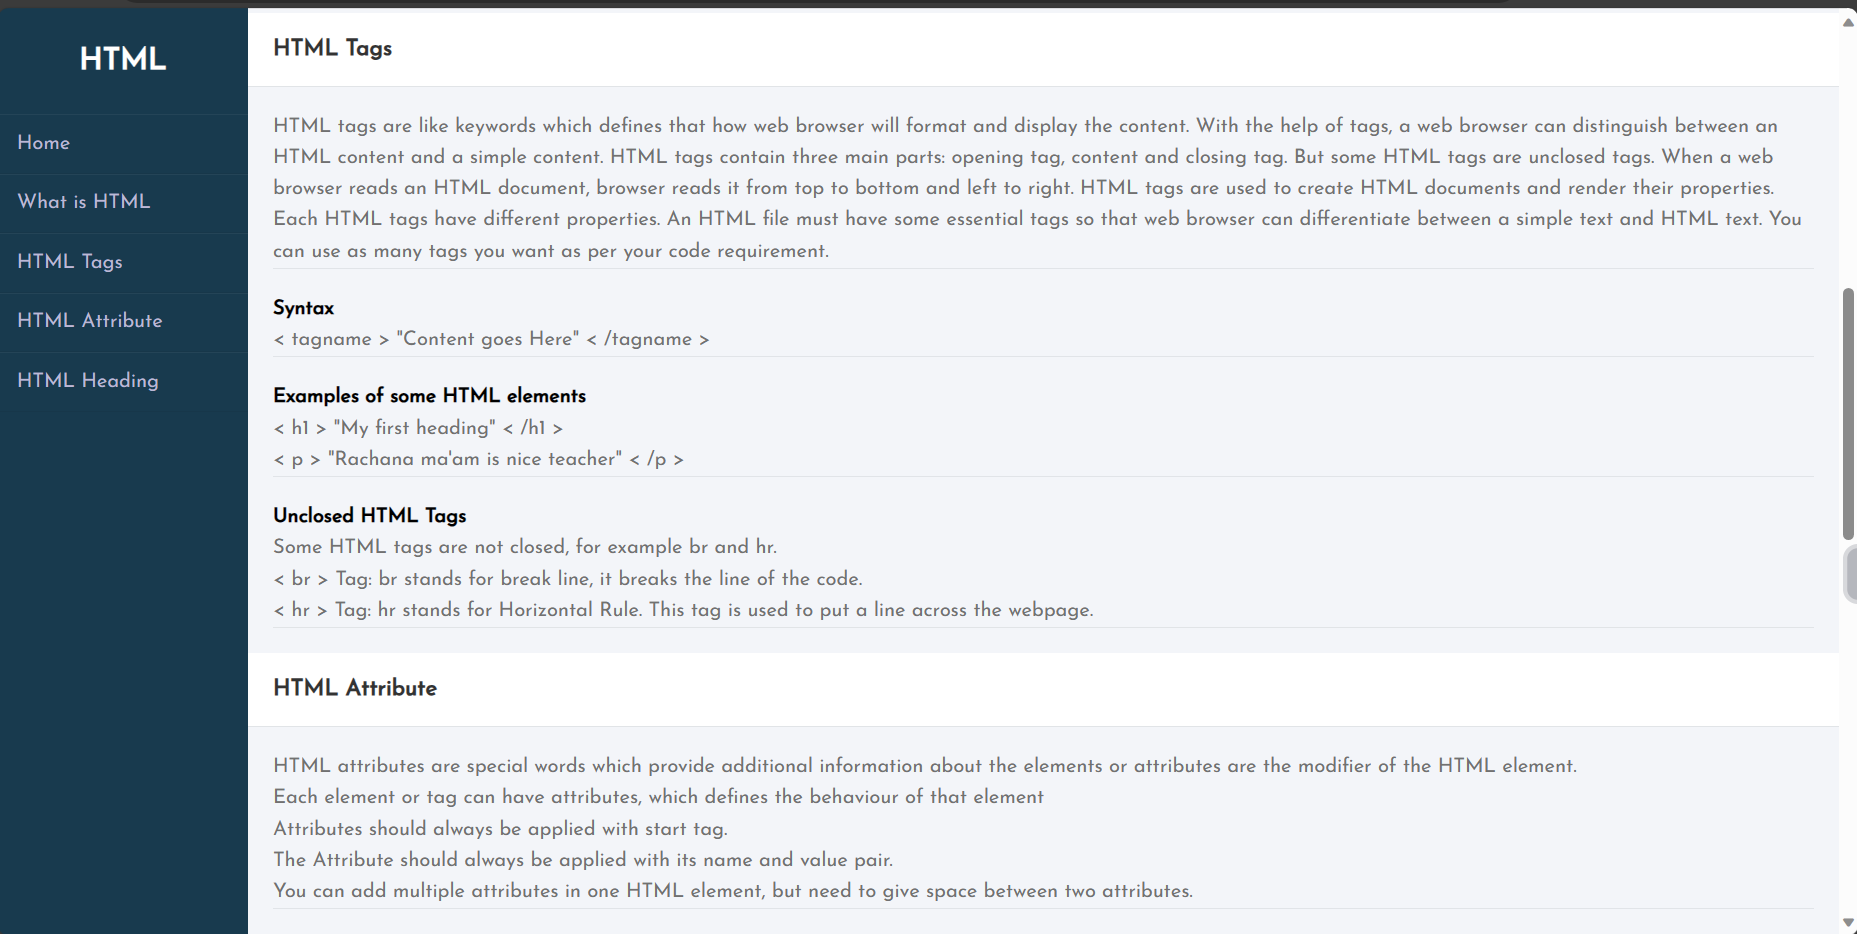 HTML
Home
What is HTML
HTML Tags
HTML Attribute
HTML Heading
HTML Tags
HTML tags are like keywords which defines that how web browser will format and display the content. With the help of tags, a web browser can distinguish between an
HTML content and a simple content. HTML tags contain three main parts: opening tag, content and closing tag. But some HTML tags are unclosed tags. When a web
browser reads an HTML document, browser reads it from top to bottom and left to right. HTML tags are used to create HTML documents and render their properties.
Each HTML tags have different properties. An HTML file must have some essential tags so that web browser can differentiate between a simple text and HTML text. You
can use as many tags you want as per your code requirement.
Syntax
< tagname > "Content goes Here" < /tagname >
Examples of some HTML elements
< h1 > "My first heading" < /h1 >
< p > "Rachana ma'am is nice teacher" < /p >
Unclosed HTML Tags
Some HTML tags are not closed, for example br and hr.
< br > Tag: br stands for break line, it breaks the line of the code.
< hr > Tag: hr stands for Horizontal Rule. This tag is used to put a line across the webpage.
HTML Attribute
HTML attributes are special words which provide additional information about the elements or attributes are the modifier of the HTML element.
Each element or tag can have attributes, which defines the behaviour of that element
Attributes should always be applied with start tag.
The Attribute should always be applied with its name and value pair.
You can add multiple attributes in one HTML element, but need to give space between two attributes.